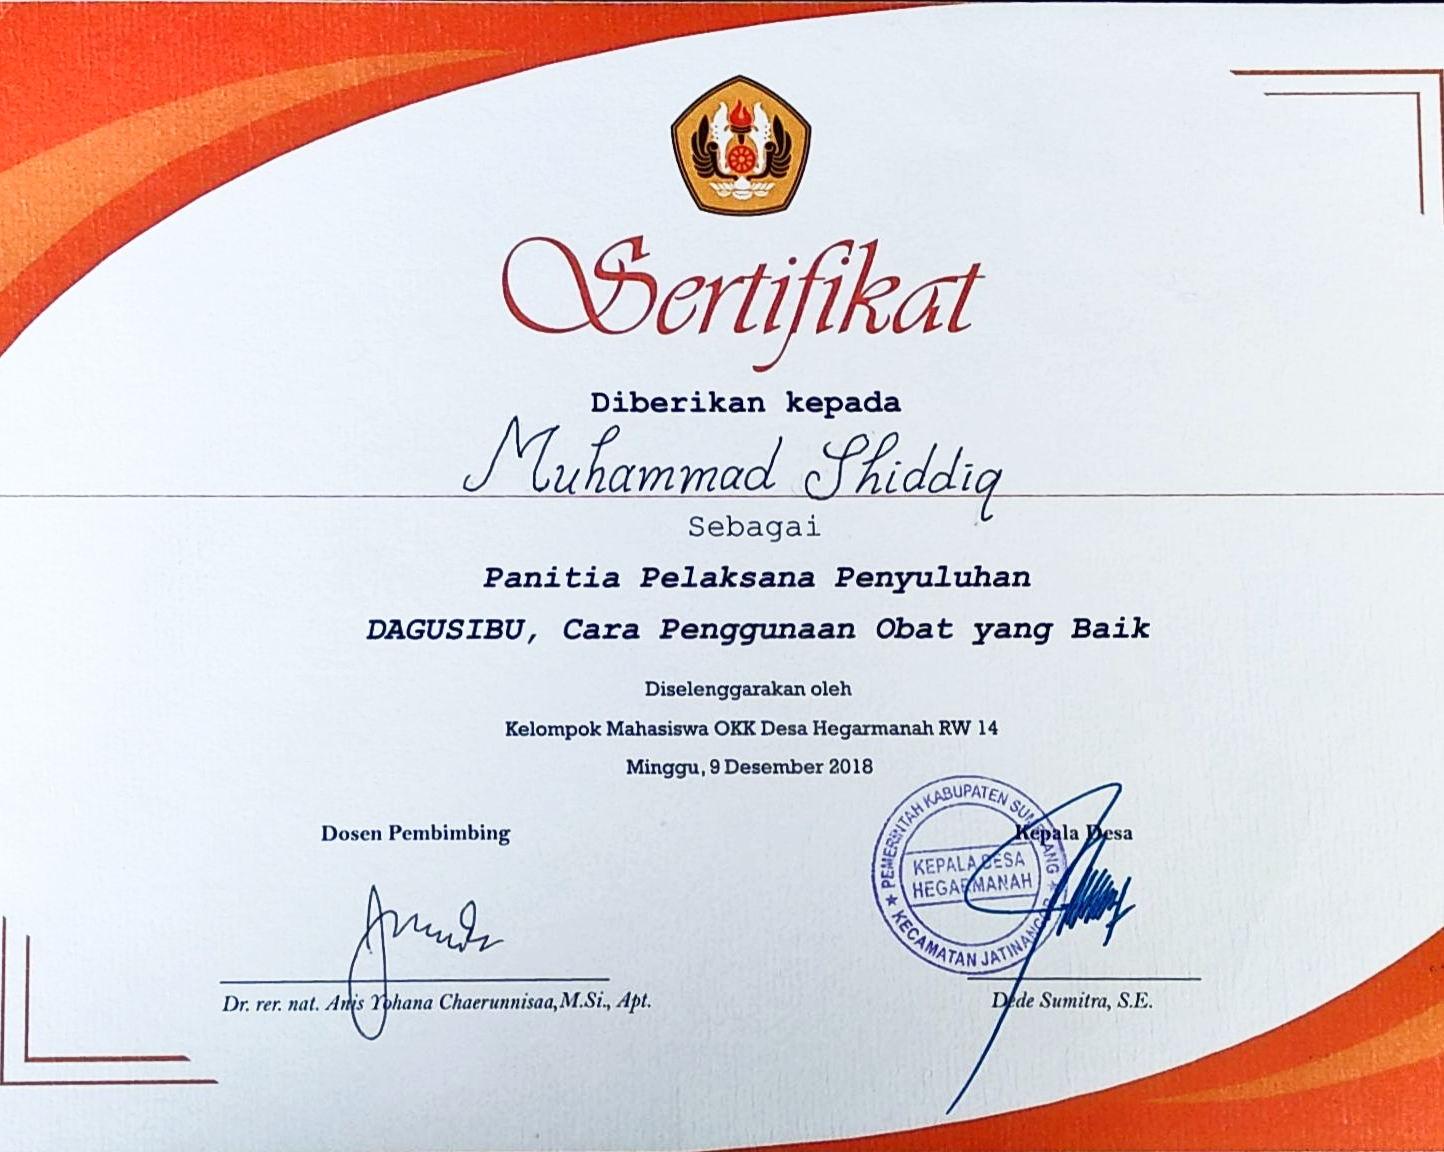 Sertifikat
Diberikan kepada
Muhammad Shiddiq
Sebagai
Panitia Pelaksana Penyuluhan
DAGUSIBU, Cara Penggunaan Obat yang Baik
Diselenggarakan oleh
Kelompok Mahasiswa OKK Desa Hegarmanah RW 14
Minggu, 9 Desember 2018
Dosen Pembimbing
Kepala Desa
PEMERINTAH KABUPATEN SUMEDANG
KEPALA DESA
HEGARMANAH
KECAMATAN JATINANGOR
Dr. rer. nat. Anis Yohana Chaerunnisaa, M.Si., Apt.
Dede Sumitra, S.E.